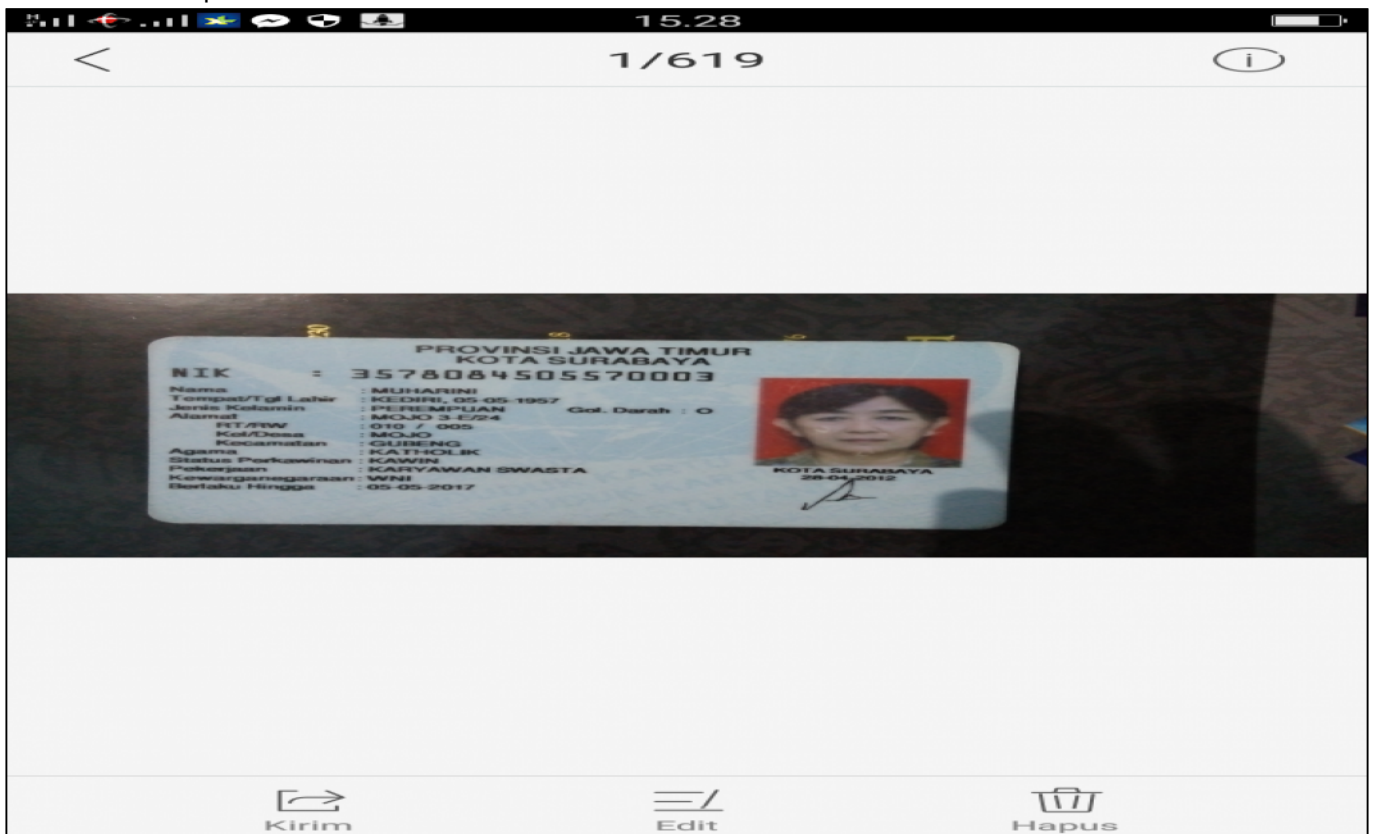 15.28
1/619
PROVINSI JAWA TIMUR
KOTA SURABAYA
NIK : 3578084505570003
Nama : MUHARINI
Tempat/Tgl Lahir : KEDIRI, 05-05-1957
Jenis Kelamin : PEREMPUAN Gol. Darah : O
Alamat : MOJO 3-E/24
RT/RW : 010 / 005
Kel/Desa : MOJO
Kecamatan : GUBENG
Agama : KATHOLIK
Status Perkawinan : KAWIN
Pekerjaan : KARYAWAN SWASTA
Kewarganegaraan : WNI
Berlaku Hingga : 05-05-2017
KOTA SURABAYA
28-04-2012
Kirim Edit Hapus